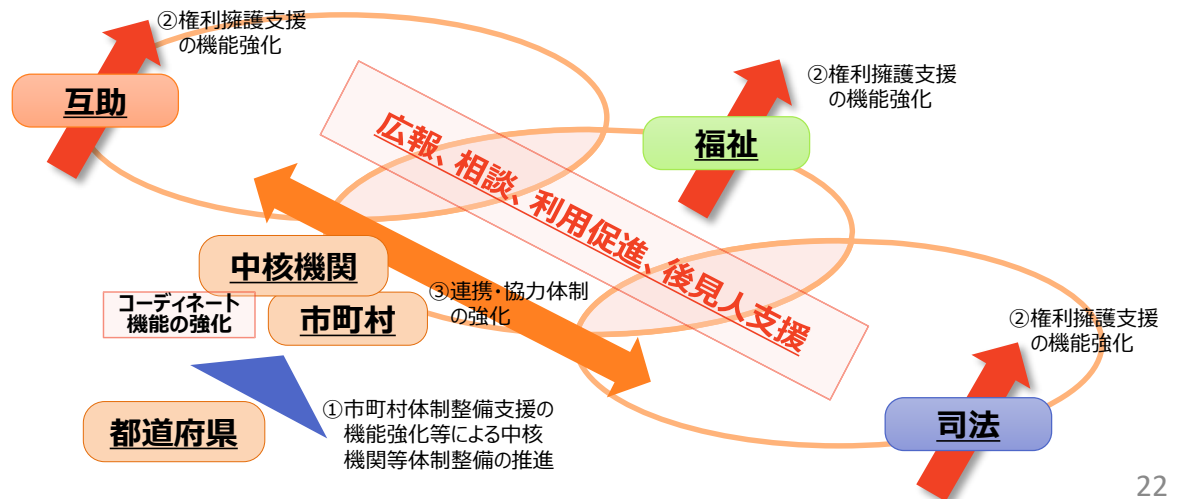 ②権利擁護支援
の機能強化
互助
②権利擁護支援
の機能強化
福祉
広報、相談、利用促進、後見人支援
中核機関
コーディネート
機能の強化
市町村
③連携・協力体制
の強化
②権利擁護支援
の機能強化
都道府県
①市町村体制整備支援の
機能強化等による中核
機関等体制整備の推進
司法
22